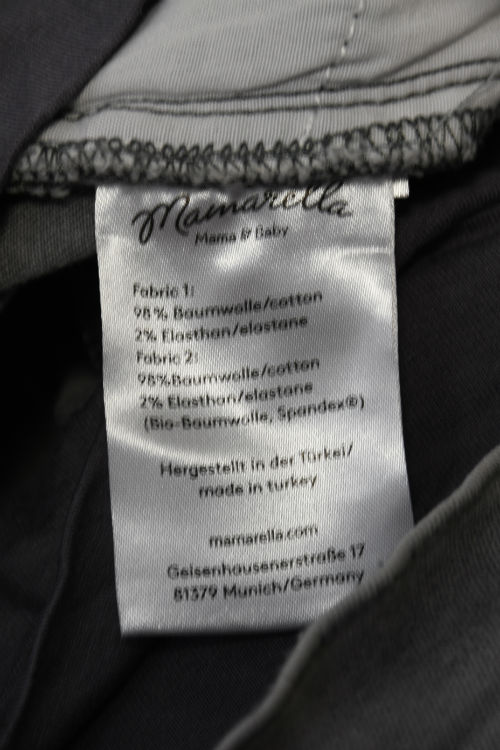 Mamarella
Mama & Baby
Fabric 1:
98% Baumwolle/cotton
2% Elasthan/elastane
Fabric 2:
98%Baumwolle/cotton
2% Elasthan/elastane
(Bio-Baumwolle, Spandex®)
Hergestellt in der Türkei/
made in turkey
mamarella.com
Geisenhausenerstraße 17
81379 Munich/Germany